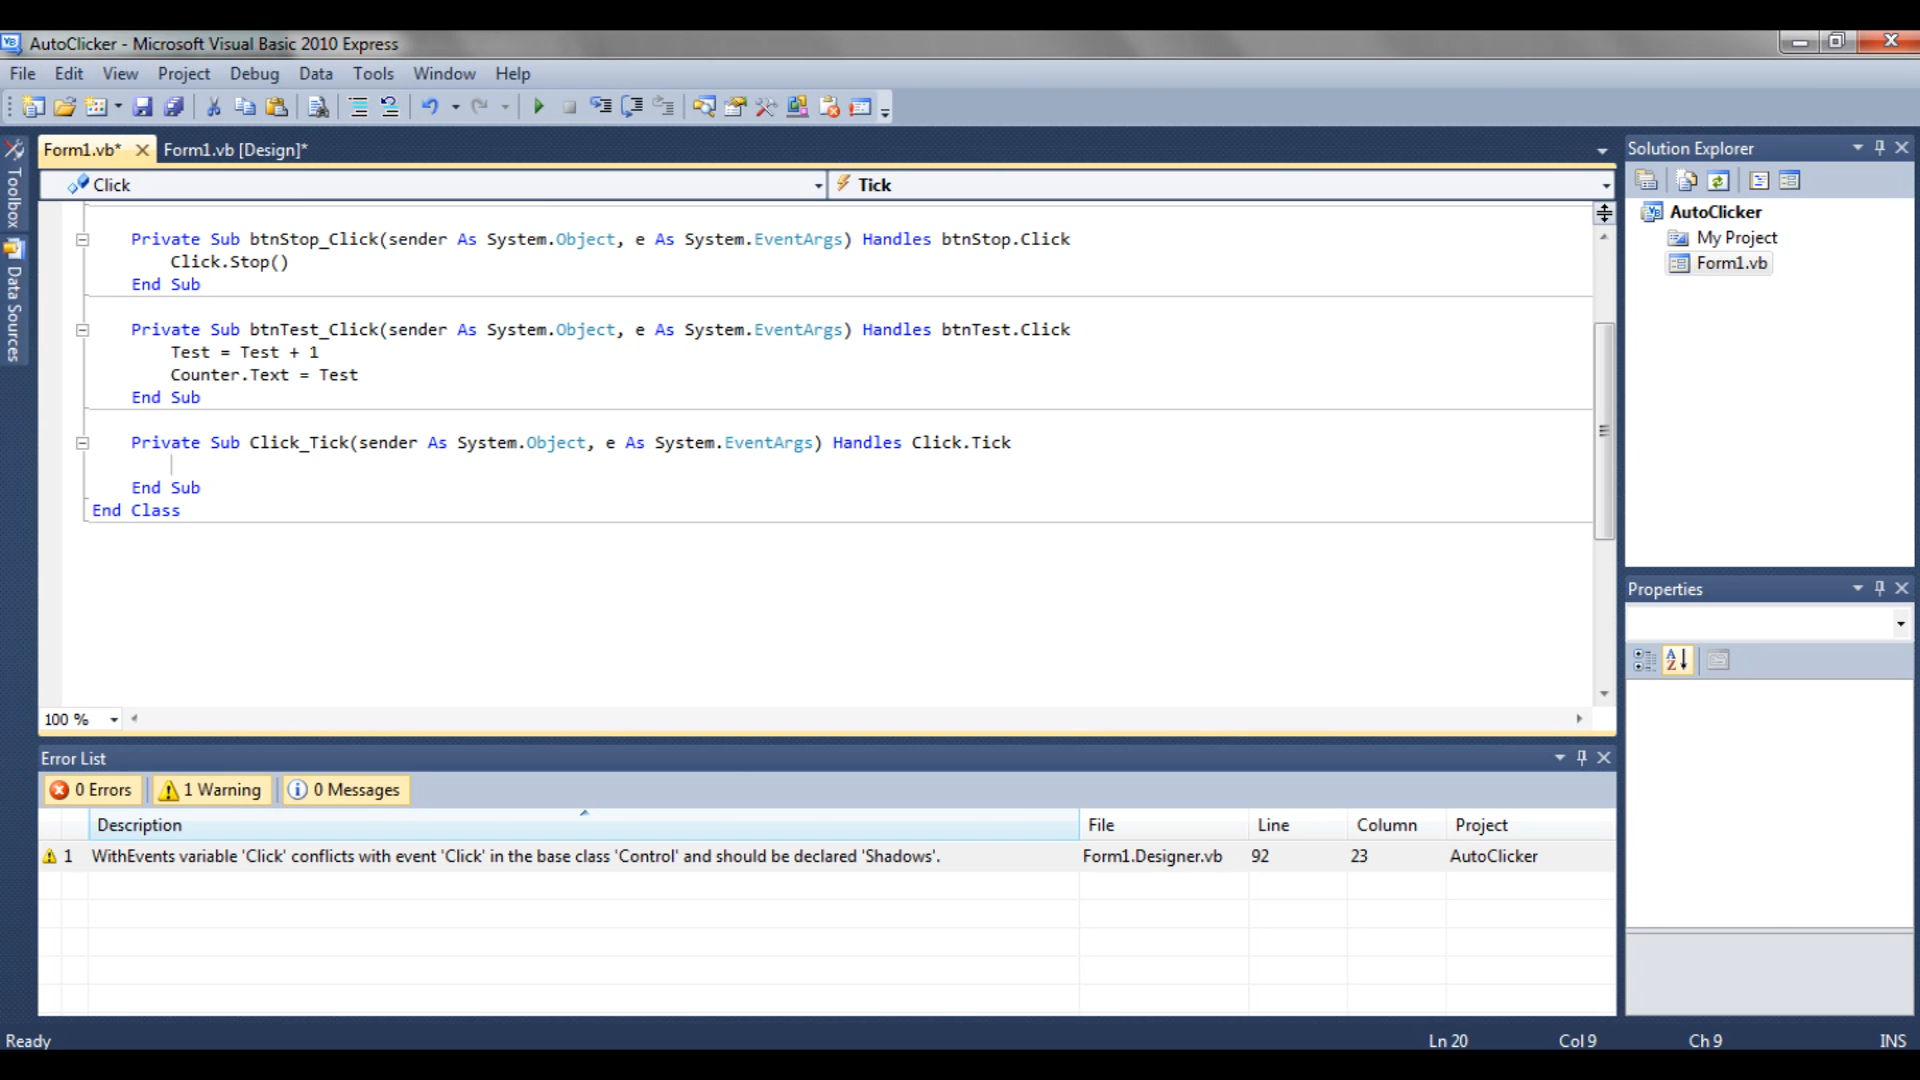 AutoClicker - Microsoft Visual Basic 2010 Express
File Edit View Project Debug Data Tools Window Help
Form1.vb* Form1.vb [Design]*
Click Tick
Toolbox
Data Sources
Private Sub btnStop_Click(sender As System.Object, e As System.EventArgs) Handles btnStop.Click
Click.Stop()
End Sub
Private Sub btnTest_Click(sender As System.Object, e As System.EventArgs) Handles btnTest.Click
Test = Test + 1
Counter.Text = Test
End Sub
Private Sub Click_Tick(sender As System.Object, e As System.EventArgs) Handles Click.Tick
End Sub
End Class
100 %
Solution Explorer
AutoClicker
My Project
Form1.vb
Properties
Error List
0 Errors 1 Warning 0 Messages
Description File Line Column Project
1 WithEvents variable 'Click' conflicts with event 'Click' in the base class 'Control' and should be declared 'Shadows'. Form1.Designer.vb 92 23 AutoClicker
Ready Ln 20 Col 9 Ch 9 INS